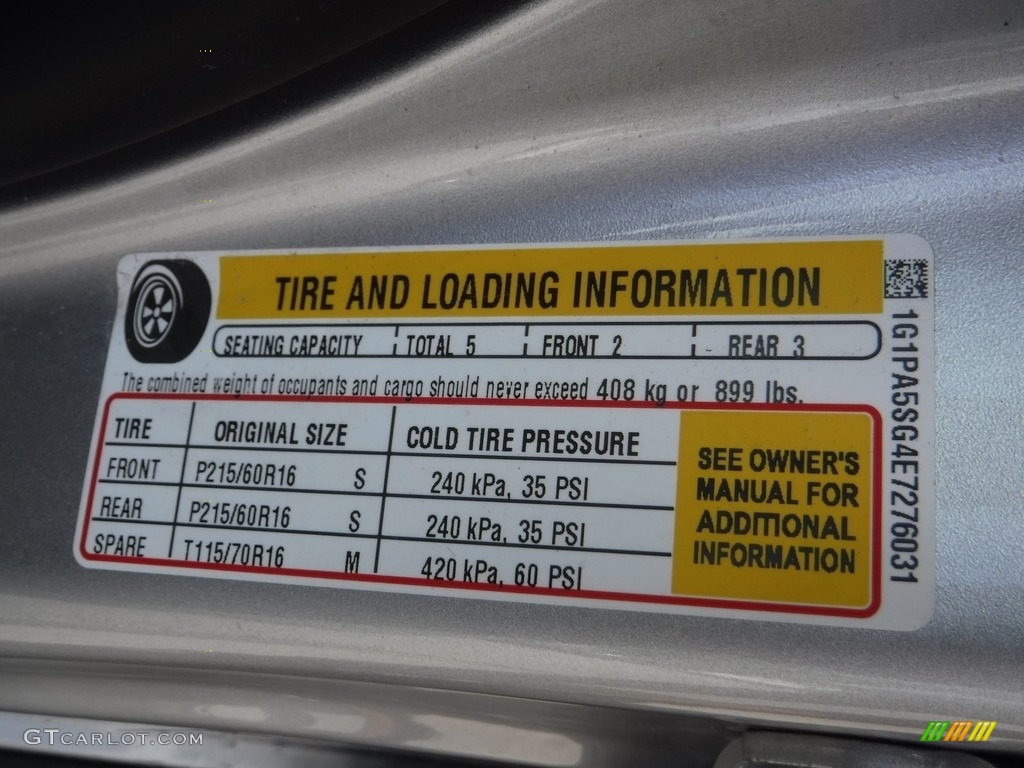 TIRE AND LOADING INFORMATION
SEATING CAPACITY TOTAL 5 FRONT 2 REAR 3
The combined weight of occupants and cargo should never exceed 408 kg or 899 lbs.
TIRE ORIGINAL SIZE COLD TIRE PRESSURE
FRONT P215/60R16 S 240 kPa, 35 PSI
REAR P215/60R16 S 240 kPa, 35 PSI
SPARE T115/70R16 M 420 kPa, 60 PSI
SEE OWNER'S
MANUAL FOR
ADDITIONAL
INFORMATION
1G1PA5SG4E7276031
GTCARLOT.COM